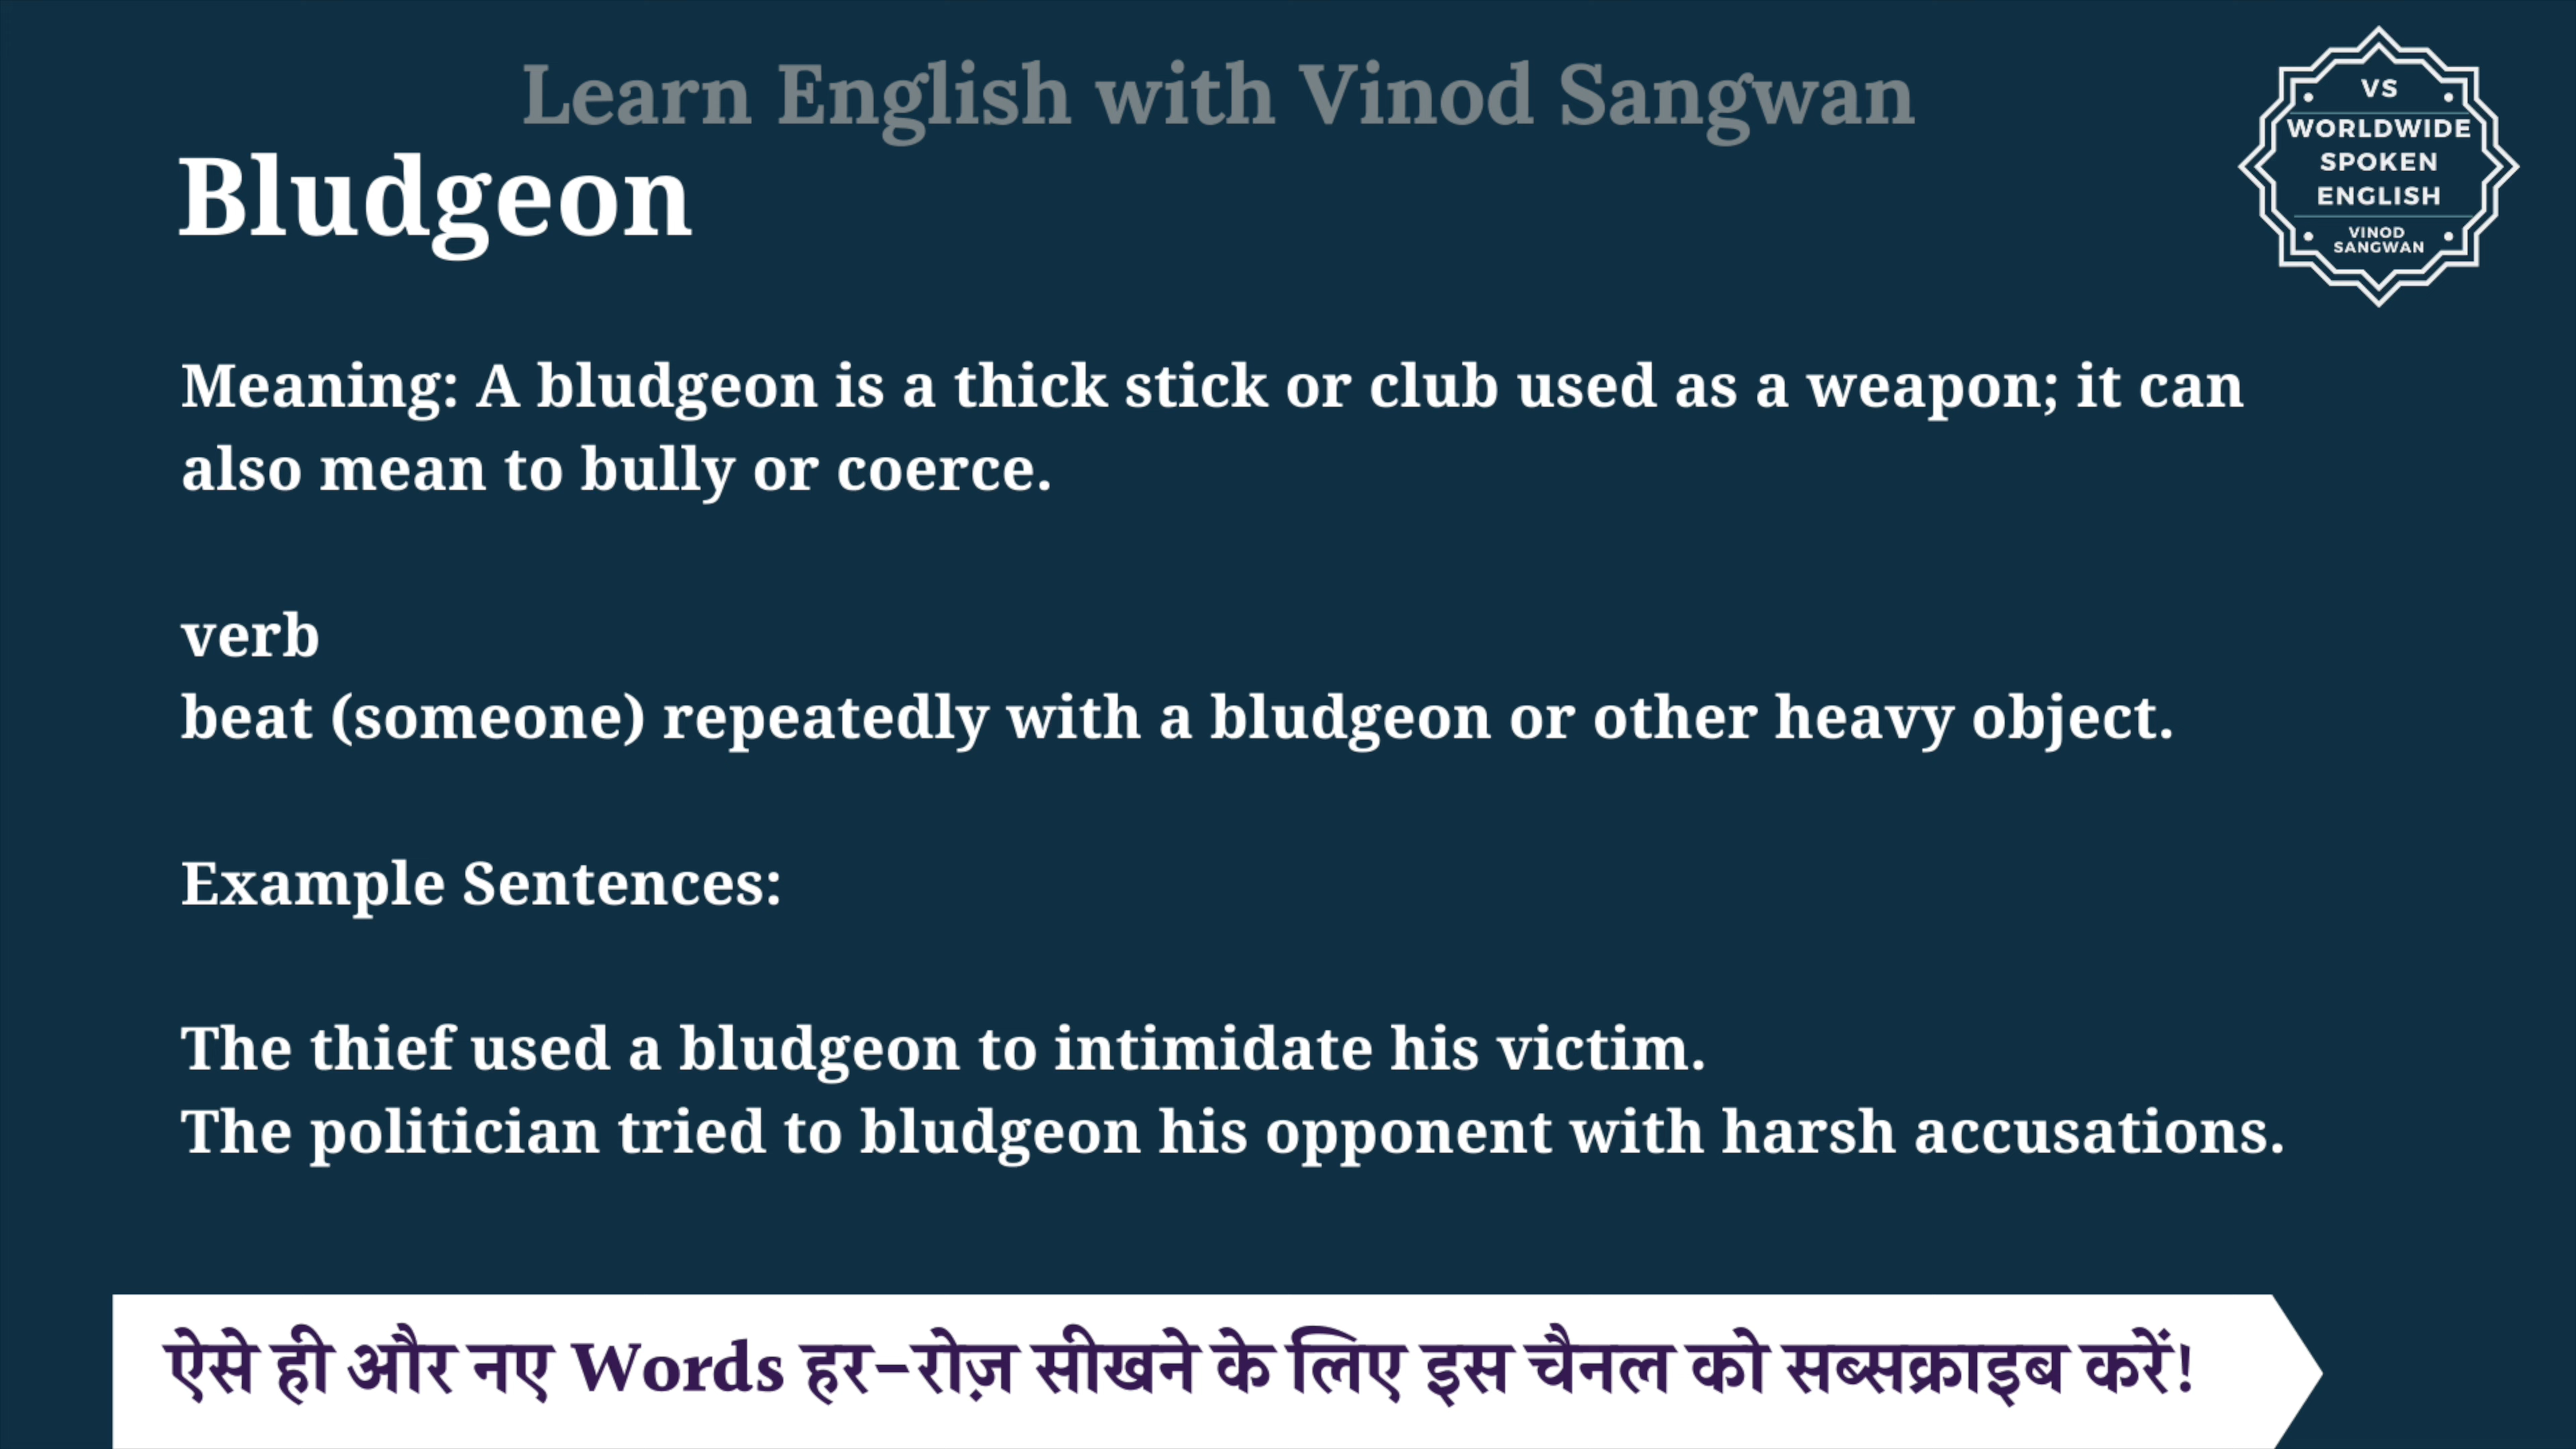 Learn English with Vinod Sangwan
VS
WORLDWIDE
SPOKEN
ENGLISH
VINOD
SANGWAN
Bludgeon
Meaning: A bludgeon is a thick stick or club used as a weapon; it can
also mean to bully or coerce.
verb
beat (someone) repeatedly with a bludgeon or other heavy object.
Example Sentences:
The thief used a bludgeon to intimidate his victim.
The politician tried to bludgeon his opponent with harsh accusations.
ऐसे ही और नए Words हर-रोज़ सीखने के लिए इस चैनल को सब्सक्राइब करें!